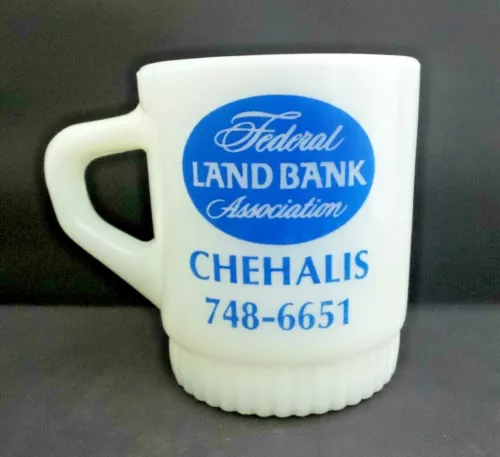 Federal
LAND BANK
Association
CHEHALIS
748-6651